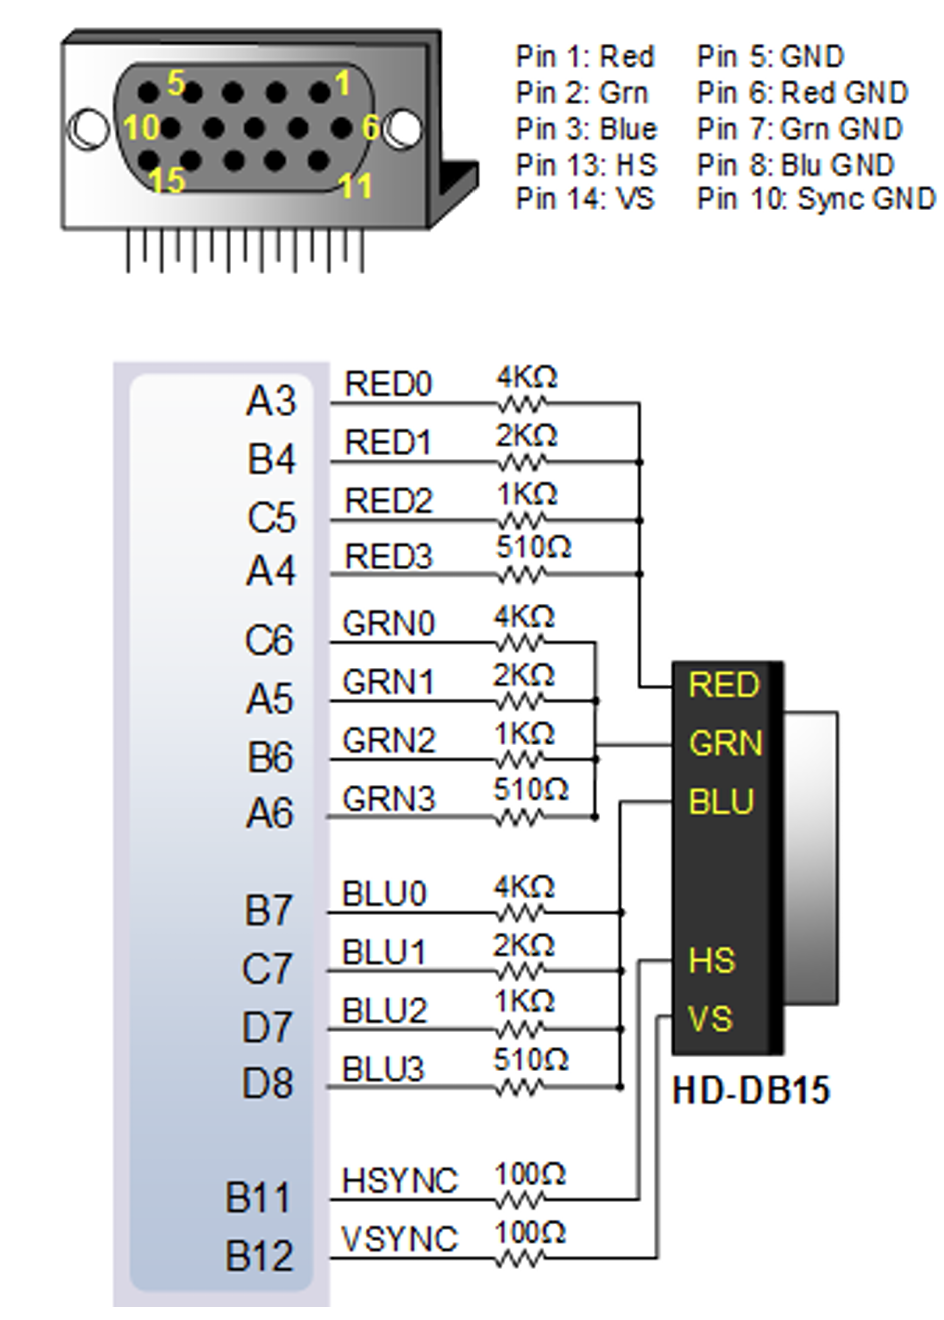 5 1
10 6
15 11
Pin 1: Red
Pin 2: Grn
Pin 3: Blue
Pin 13: HS
Pin 14: VS
Pin 5: GND
Pin 6: Red GND
Pin 7: Grn GND
Pin 8: Blu GND
Pin 10: Sync GND
A3 RED0 4KΩ
B4 RED1 2KΩ
C5 RED2 1KΩ
A4 RED3 510Ω
C6 GRN0 4KΩ
A5 GRN1 2KΩ
B6 GRN2 1KΩ
A6 GRN3 510Ω
B7 BLU0 4KΩ
C7 BLU1 2KΩ
D7 BLU2 1KΩ
D8 BLU3 510Ω
B11 HSYNC 100Ω
B12 VSYNC 100Ω
RED
GRN
BLU
HS
VS
HD-DB15